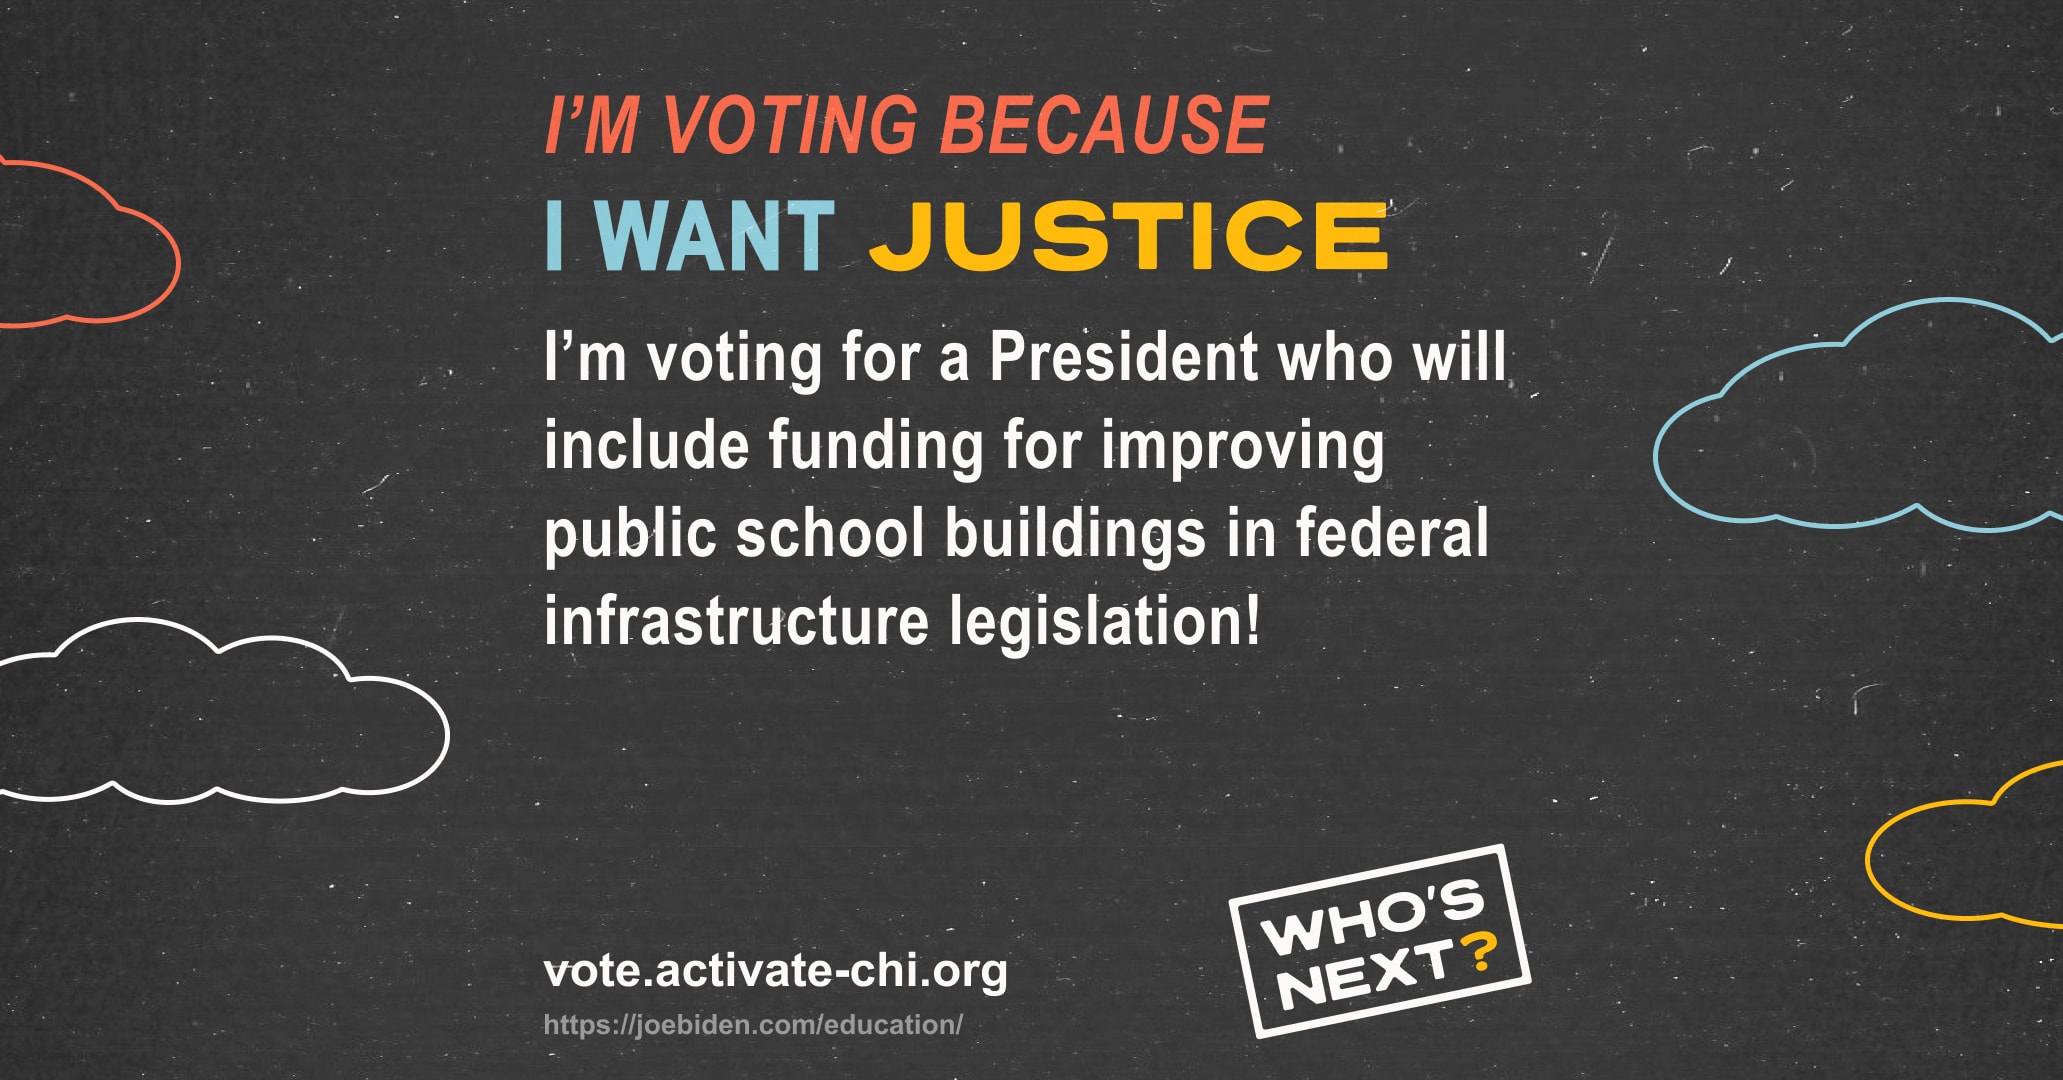 I'M VOTING BECAUSE
I WANT JUSTICE
I'm voting for a President who will
include funding for improving
public school buildings in federal
infrastructure legislation!
WHO'S
NEXT?
vote.activate-chi.org
https://joebiden.com/education/